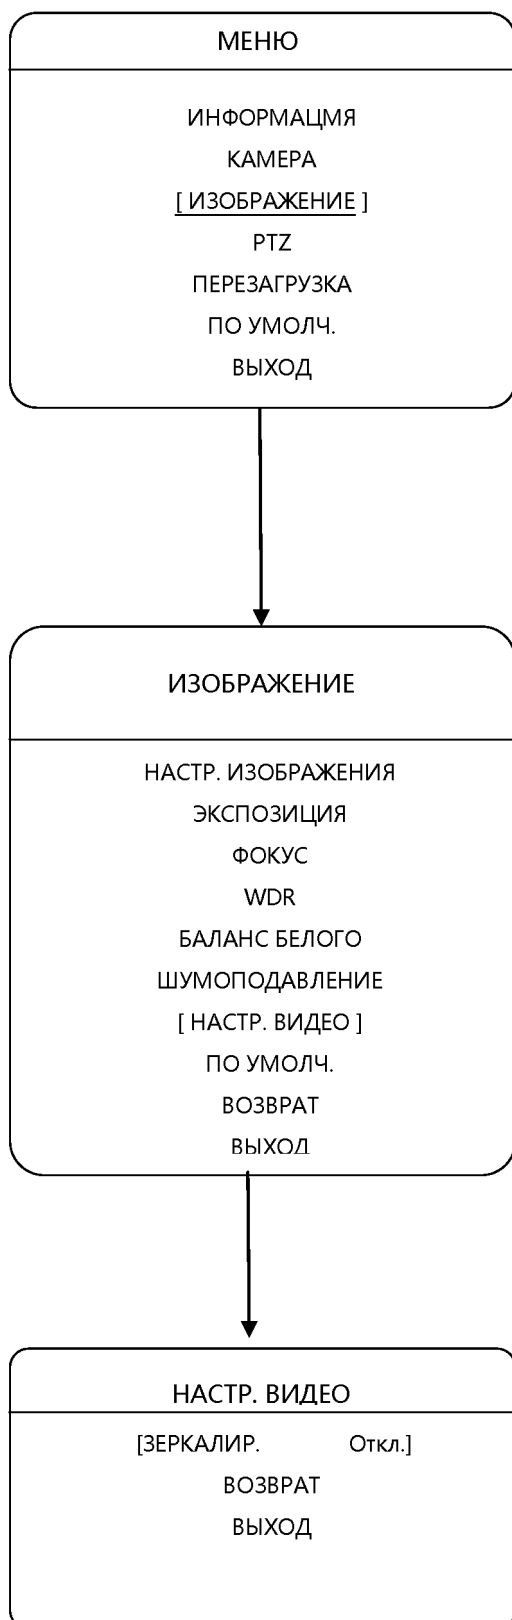 МЕНЮ
ИНФОРМАЦМЯ
КАМЕРА
[ ИЗОБРАЖЕНИЕ ]
PTZ
ПЕРЕЗАГРУЗКА
ПО УМОЛЧ.
ВЫХОД
ИЗОБРАЖЕНИЕ
НАСТР. ИЗОБРАЖЕНИЯ
ЭКСПОЗИЦИЯ
ФОКУС
WDR
БАЛАНС БЕЛОГО
ШУМОПОДАВЛЕНИЕ
[ НАСТР. ВИДЕО ]
ПО УМОЛЧ.
ВОЗВРАТ
ВЫХОД
НАСТР. ВИДЕО
[ЗЕРКАЛИР. Откл.]
ВОЗВРАТ
ВЫХОД